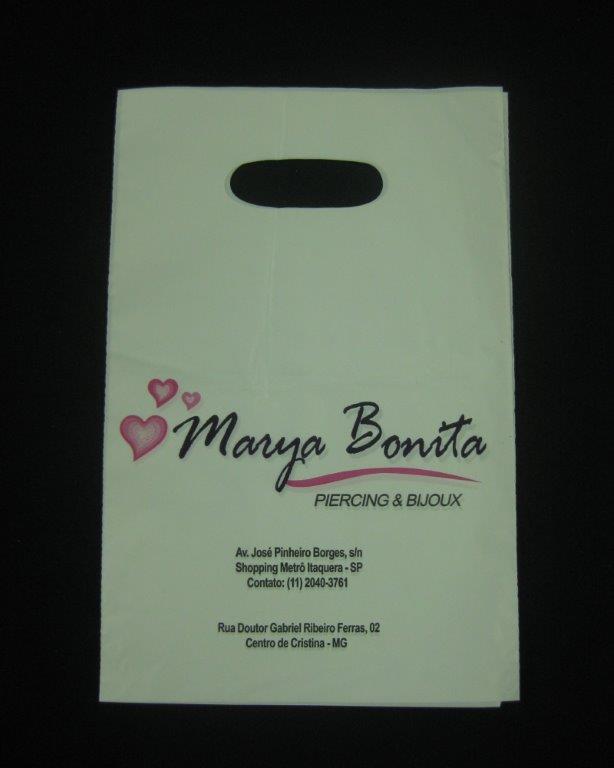 Marya Bonita
PIERCING & BIJOUX
Av. José Pinheiro Borges, s/n
Shopping Metrô Itaquera - SP
Contato: (11) 2040-3761
Rua Doutor Gabriel Ribeiro Ferras, 02
Centro de Cristina - MG